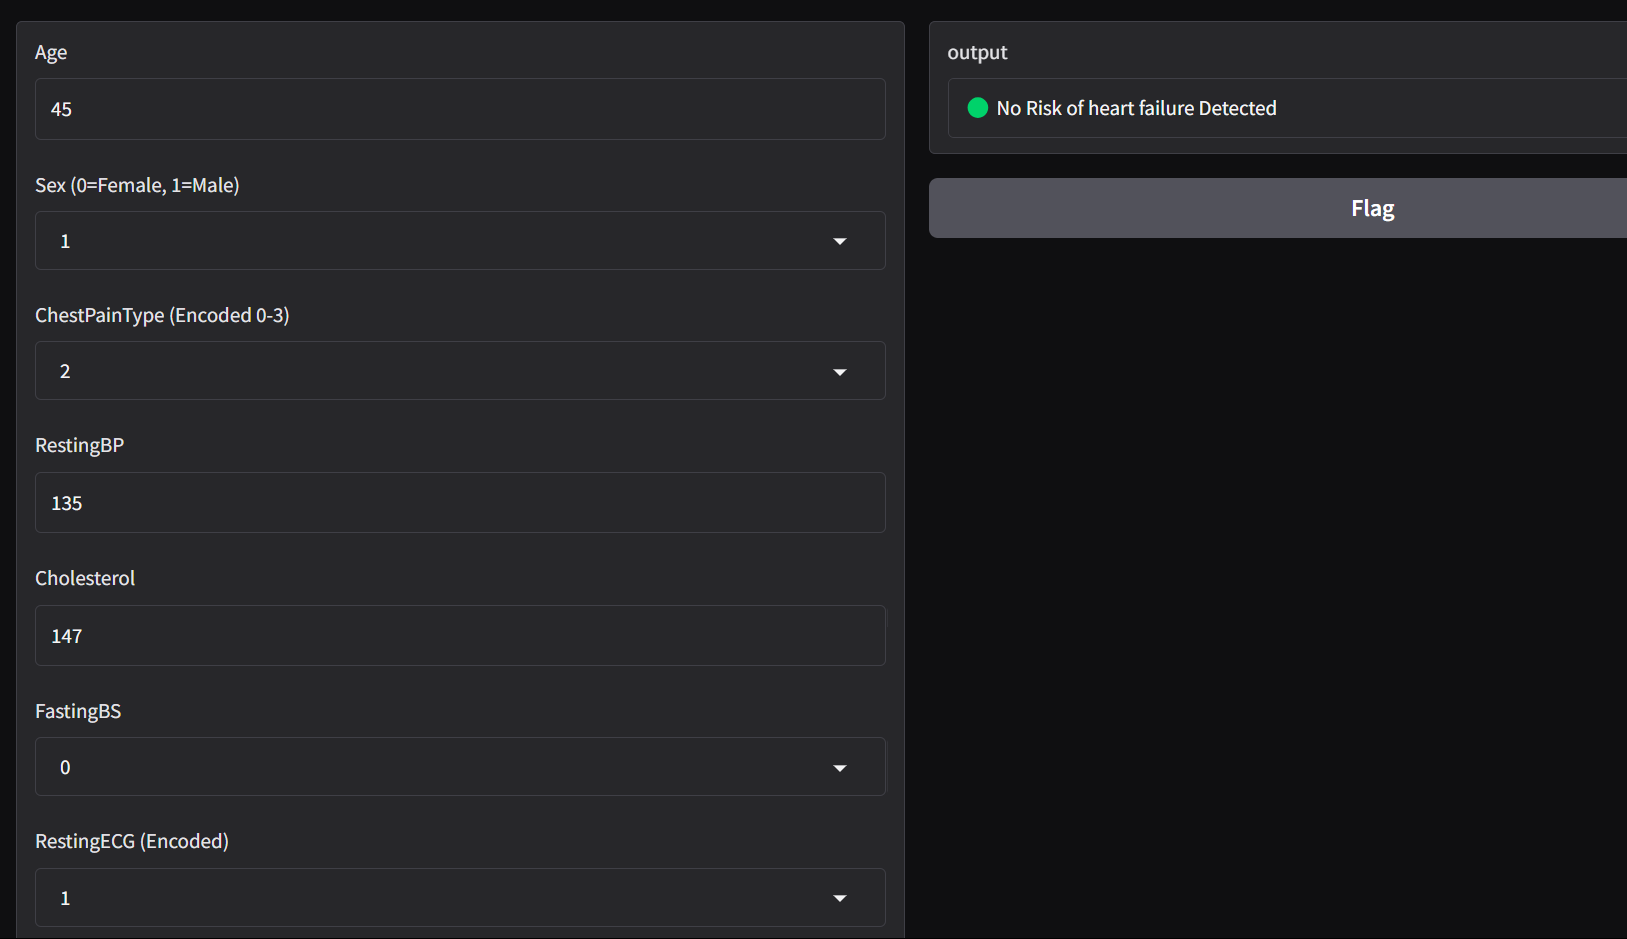 Age
45
Sex (0=Female, 1=Male)
1
ChestPainType (Encoded 0-3)
2
RestingBP
135
Cholesterol
147
FastingBS
0
RestingECG (Encoded)
1
output
No Risk of heart failure Detected
Flag